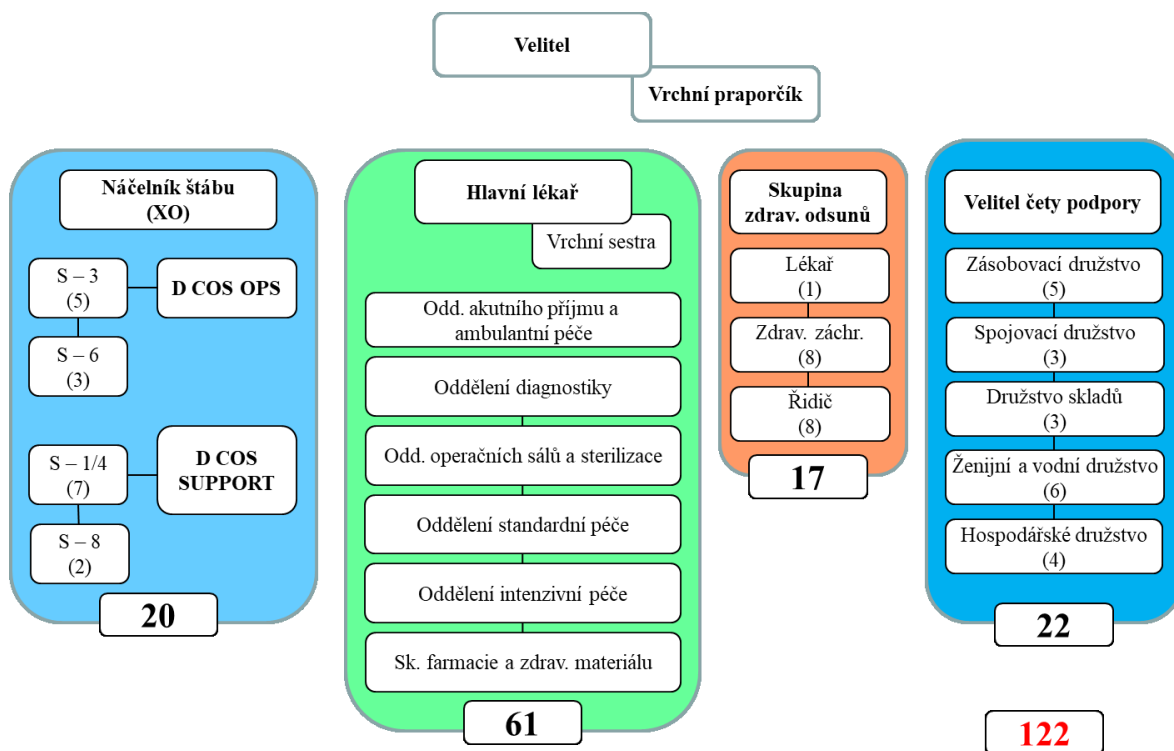 Velitel
Vrchní praporčík
Náčelník štábu
(XO)
S – 3
(5)
D COS OPS
S – 6
(3)
S – 1/4
(7)
D COS
SUPPORT
S – 8
(2)
20
Hlavní lékař
Vrchní sestra
Odd. akutního příjmu a
ambulantní péče
Oddělení diagnostiky
Odd. operačních sálů a sterilizace
Oddělení standardní péče
Oddělení intenzivní péče
Sk. farmacie a zdrav. materiálu
61
Skupina
zdrav. odsunů
Lékař
(1)
Zdrav. záchr.
(8)
Řidič
(8)
17
Velitel čety podpory
Zásobovací družstvo
(5)
Spojovací družstvo
(3)
Družstvo skladů
(3)
Ženijní a vodní družstvo
(6)
Hospodářské družstvo
(4)
22
122